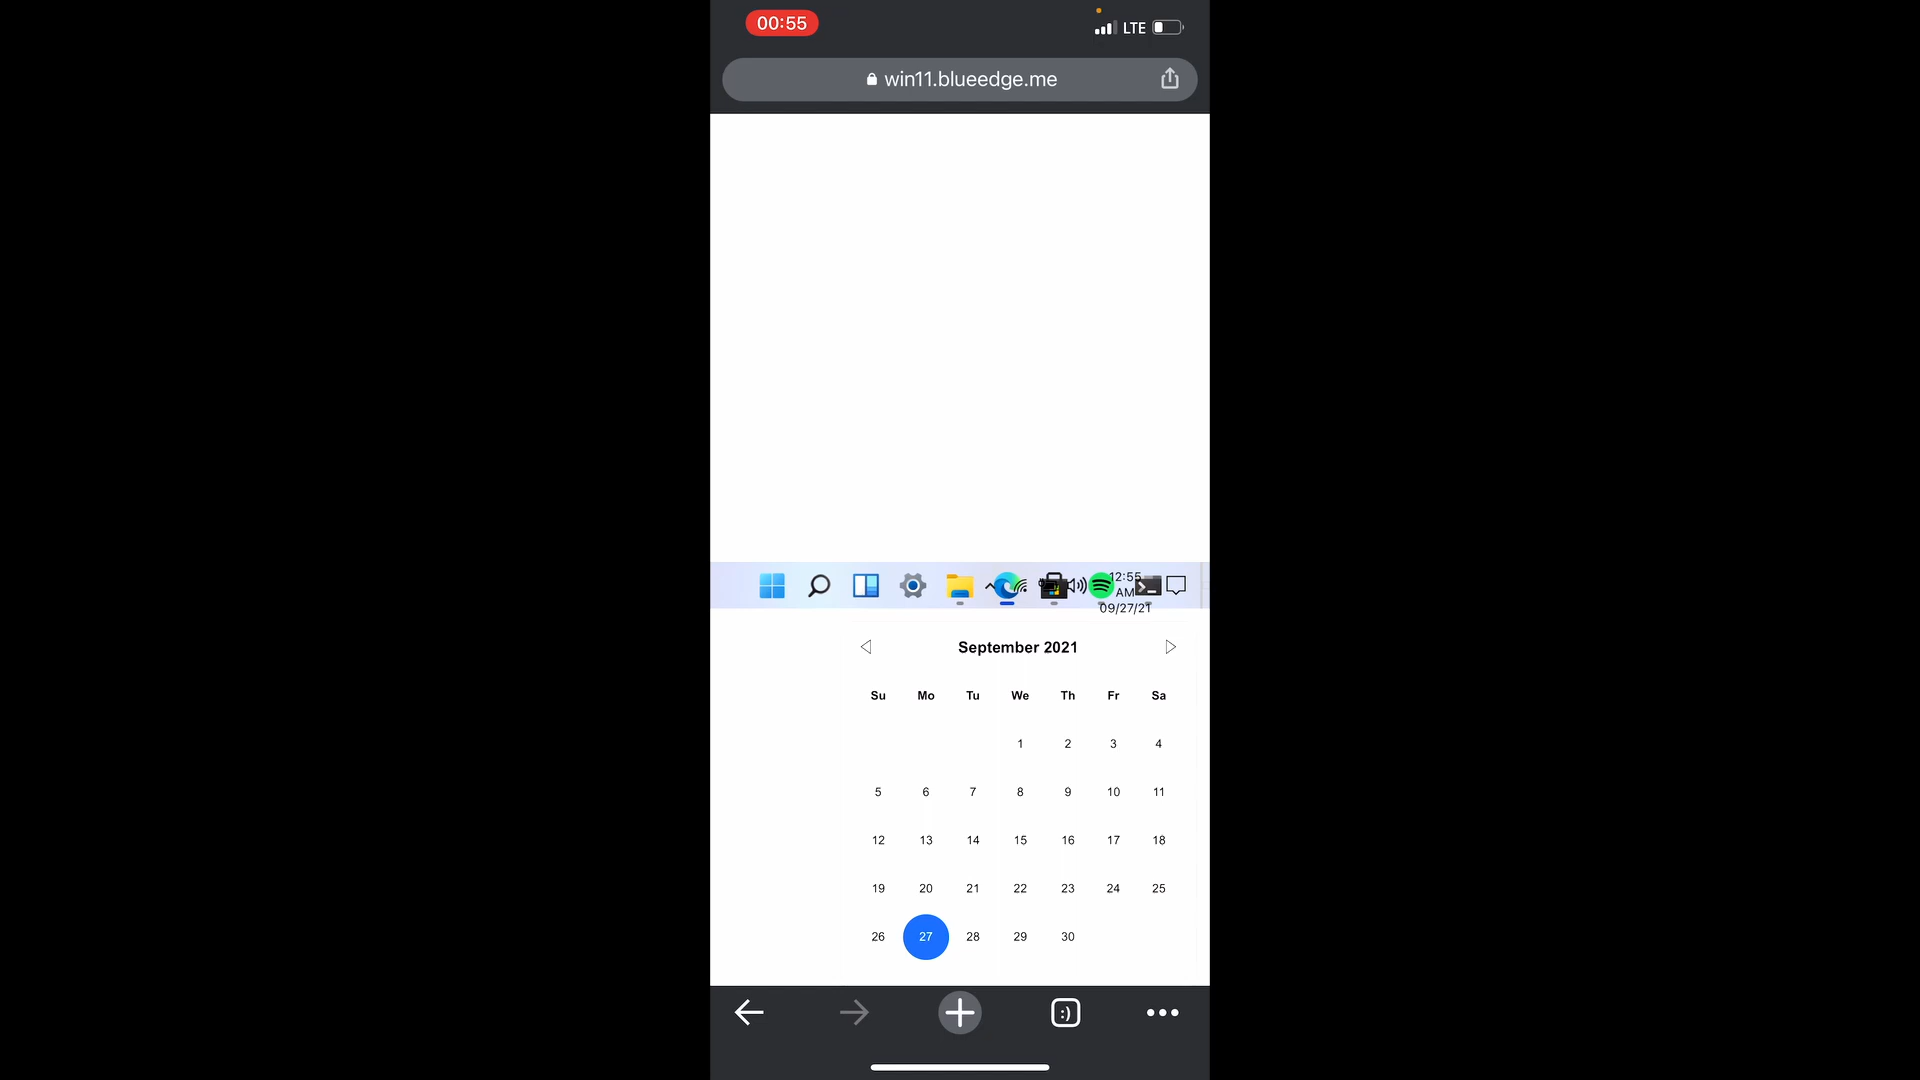 00:55
LTE
win11.blueedge.me
12:55
AM
09/27/21
September 2021
Su Mo Tu We Th Fr Sa
1 2 3 4
5 6 7 8 9 10 11
12 13 14 15 16 17 18
19 20 21 22 23 24 25
26 27 28 29 30
:)